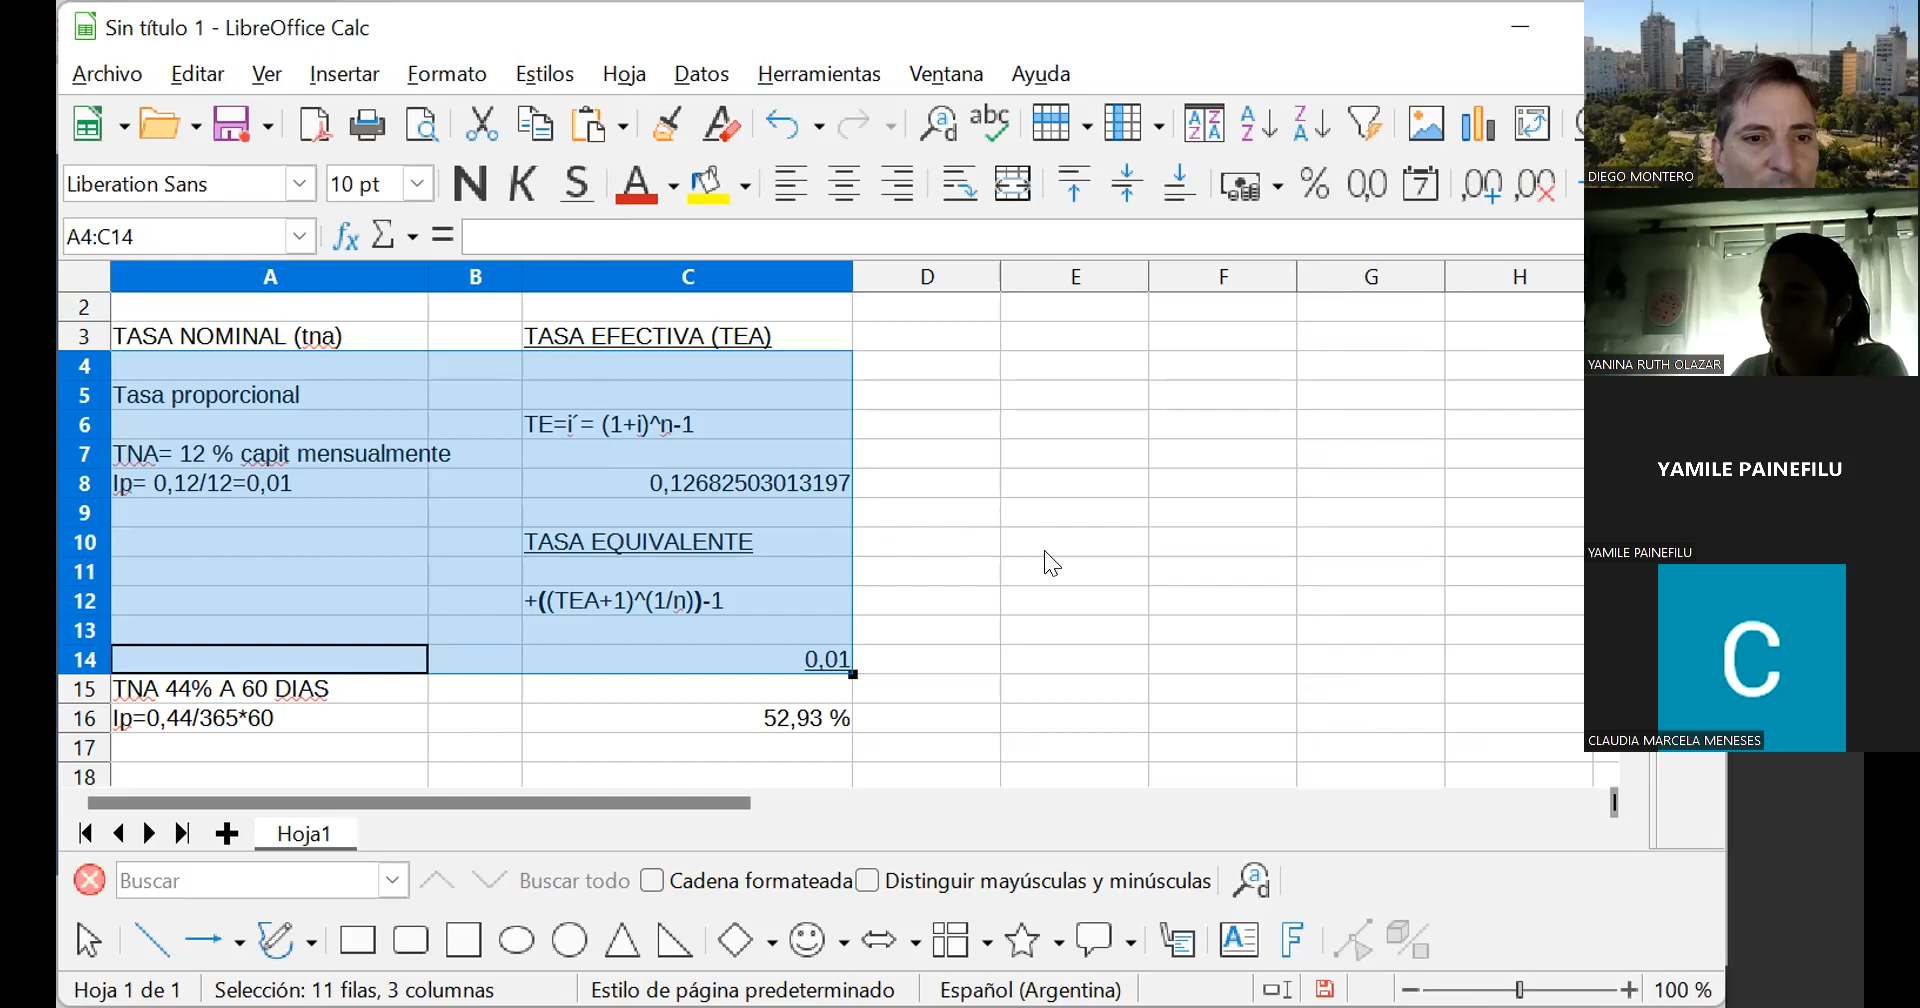 Sin título 1 - LibreOffice Calc
Archivo Editar Ver Insertar Formato Estilos Hoja Datos Herramientas Ventana Ayuda
Liberation Sans 10 pt N K S A % 0,0 7 ,00 ,00
A4:C14 fx Σ =
A B C D E F G H
2
3 TASA NOMINAL (tna) TASA EFECTIVA (TEA)
4
5 Tasa proporcional
6 TE=i´= (1+i)^n-1
7 TNA= 12 % capit mensualmente
8 Ip= 0,12/12=0,01 0,12682503013197
9
10 TASA EQUIVALENTE
11
12 +((TEA+1)^(1/n))-1
13
14 0,01
15 TNA 44% A 60 DIAS
16 Ip=0,44/365*60 52,93 %
17
18
Hoja1
Buscar Buscar todo Cadena formateada Distinguir mayúsculas y minúsculas
Hoja 1 de 1 Selección: 11 filas, 3 columnas Estilo de página predeterminado Español (Argentina) 100 %
DIEGO MONTERO
YANINA RUTH OLAZAR
YAMILE PAINEFILU
YAMILE PAINEFILU
C
CLAUDIA MARCELA MENESES